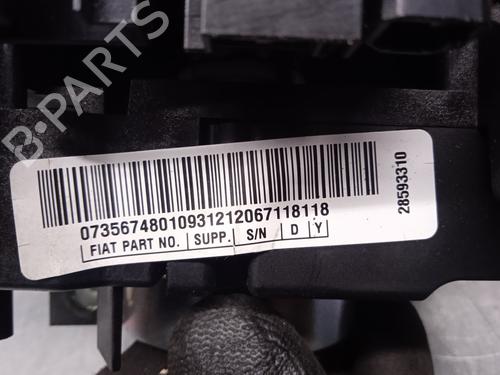 B-PARTS
07356748010931212067118118
FIAT PART NO. SUPP. S/N D Y
28593310